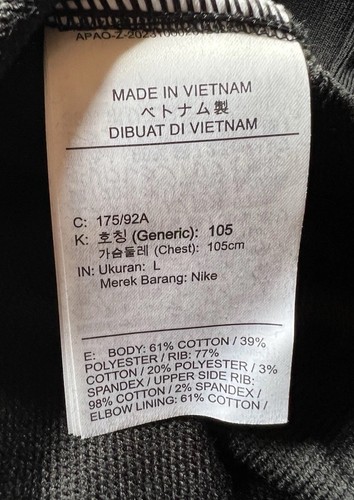 APAO-Z-2023100023
MADE IN VIETNAM
ベトナム製
DIBUAT DI VIETNAM
C: 175/92A
K: 호칭 (Generic): 105
가슴둘레 (Chest): 105cm
IN: Ukuran: L
Merek Barang: Nike
E: BODY: 61% COTTON / 39%
POLYESTER / RIB: 77%
COTTON / 20% POLYESTER / 3%
SPANDEX / UPPER SIDE RIB:
98% COTTON / 2% SPANDEX /
ELBOW LINING: 61% COTTON /